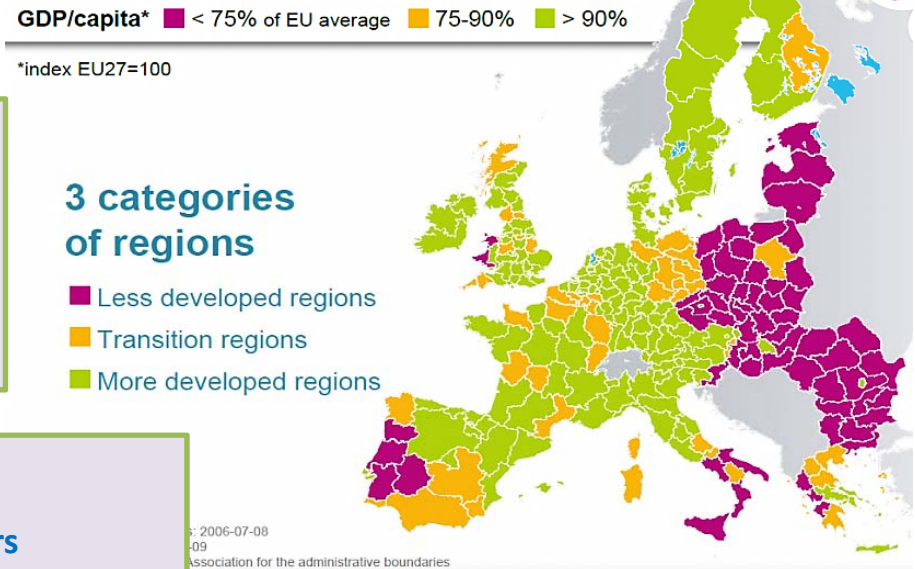 GDP/capita* < 75% of EU average 75-90% > 90%
*index EU27=100
3 categories
of regions
Less developed regions
Transition regions
More developed regions
: 2006-07-08
-09
Association for the administrative boundaries